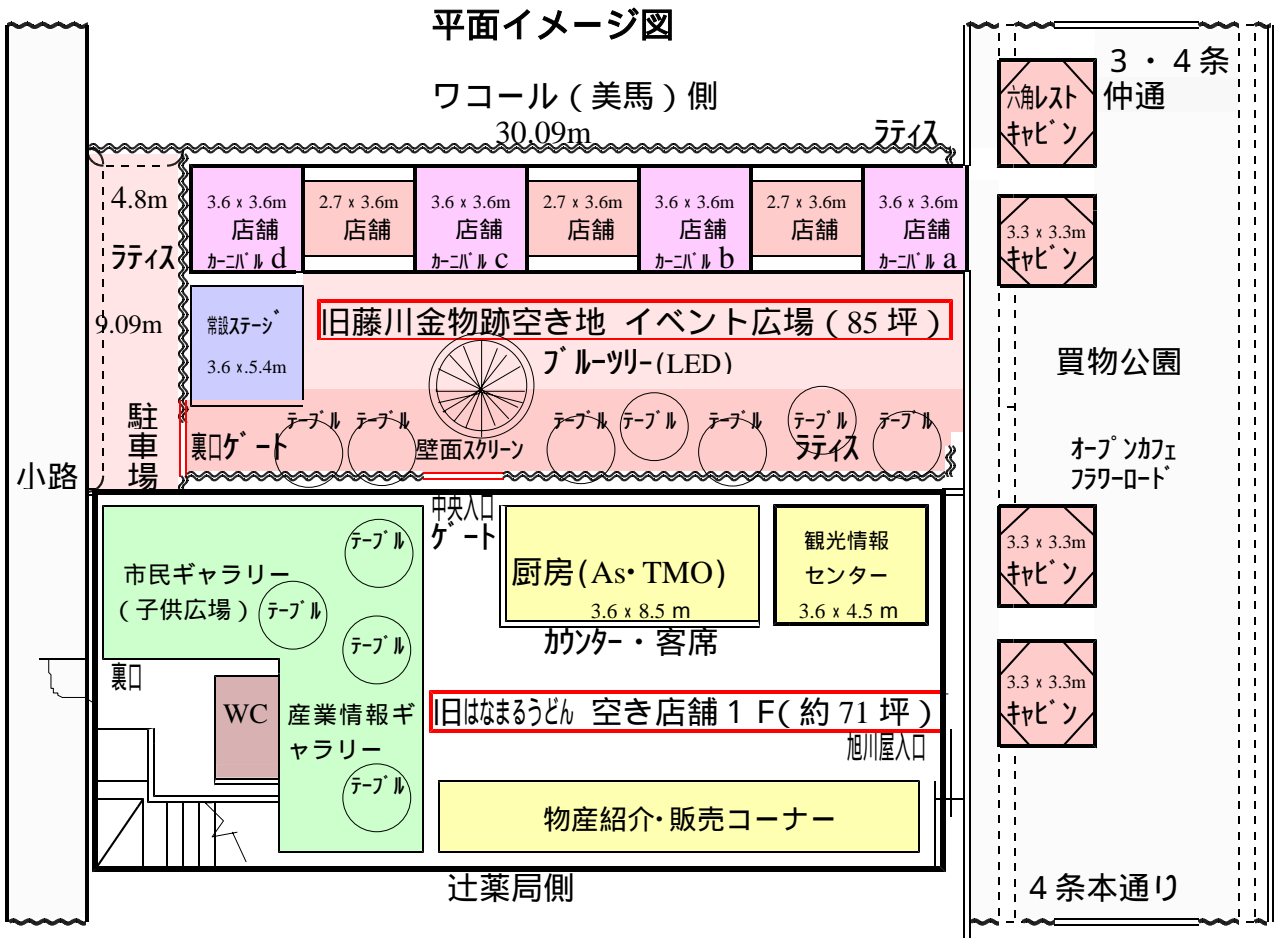 平面イメージ図
ワコール（美馬）側
30.09m
ラティス
3・4条
仲通
六角レスト
キャビン
4.8m
ラティス
9.09m
3.6 x 3.6m
店舗
カーニバル d
2.7 x 3.6m
店舗
3.6 x 3.6m
店舗
カーニバル c
2.7 x 3.6m
店舗
3.6 x 3.6m
店舗
カーニバル b
2.7 x 3.6m
店舗
3.6 x 3.6m
店舗
カーニバル a
3.3 x 3.3m
キャビン
常設ステージ
3.6 x.5.4m
旧藤川金物跡空き地 イベント広場（85坪）
ブルーツリー(LED)
買物公園
オープンカフェ
フラワーロード
駐車場
裏口ゲート
テーブル
テーブル
壁面スクリーン
テーブル
テーブル
テーブル
テーブル
ラティス
テーブル
小路
中央入口
ゲート
市民ギャラリー
（子供広場）
テーブル
テーブル
テーブル
厨房(As・TMO)
3.6 x 8.5 m
カウンター・客席
観光情報
センター
3.6 x 4.5 m
3.3 x 3.3m
キャビン
裏口
WC
産業情報ギ
ャラリー
テーブル
旧はなまるうどん 空き店舗1F(約71坪)
旭川屋入口
3.3 x 3.3m
キャビン
物産紹介・販売コーナー
辻薬局側
4条本通り